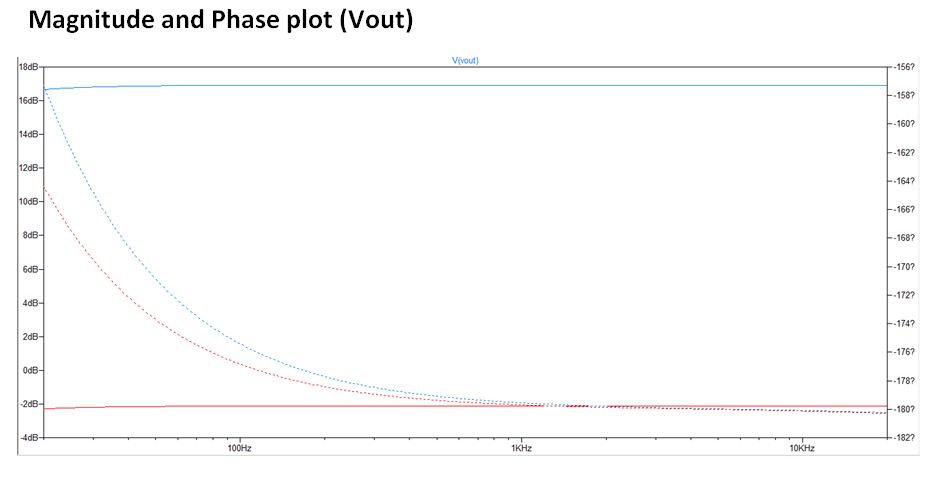 Magnitude and Phase plot (Vout)
V(vout)
18dB
16dB
14dB
12dB
10dB
8dB
6dB
4dB
2dB
0dB
-2dB
-4dB
-156?
-158?
-160?
-162?
-164?
-166?
-168?
-170?
-172?
-174?
-176?
-178?
-180?
-182?
100Hz
1KHz
10KHz